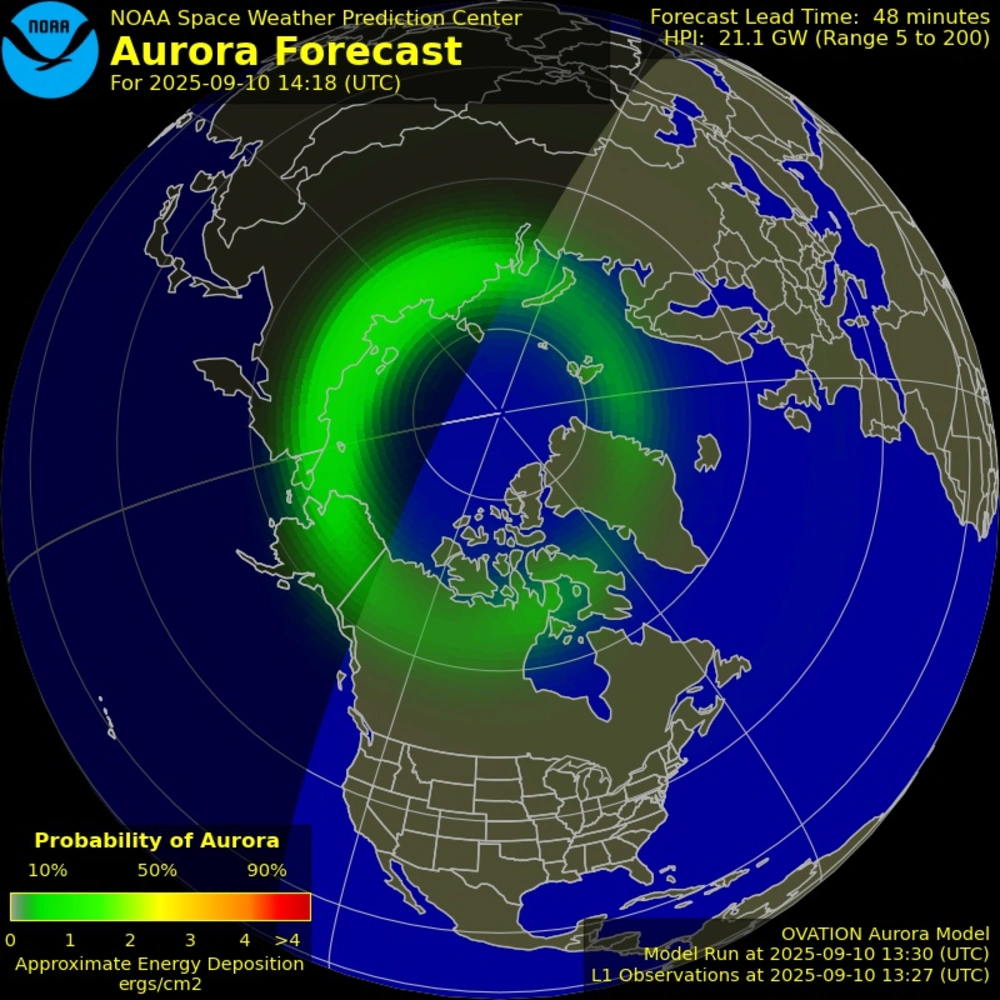 NOAA
NOAA Space Weather Prediction Center
Aurora Forecast
For 2025-09-10 14:18 (UTC)
Forecast Lead Time: 48 minutes
HPI: 21.1 GW (Range 5 to 200)
Probability of Aurora
10% 50% 90%
0 1 2 3 4 >4
Approximate Energy Deposition
ergs/cm2
OVATION Aurora Model
Model Run at 2025-09-10 13:30 (UTC)
L1 Observations at 2025-09-10 13:27 (UTC)